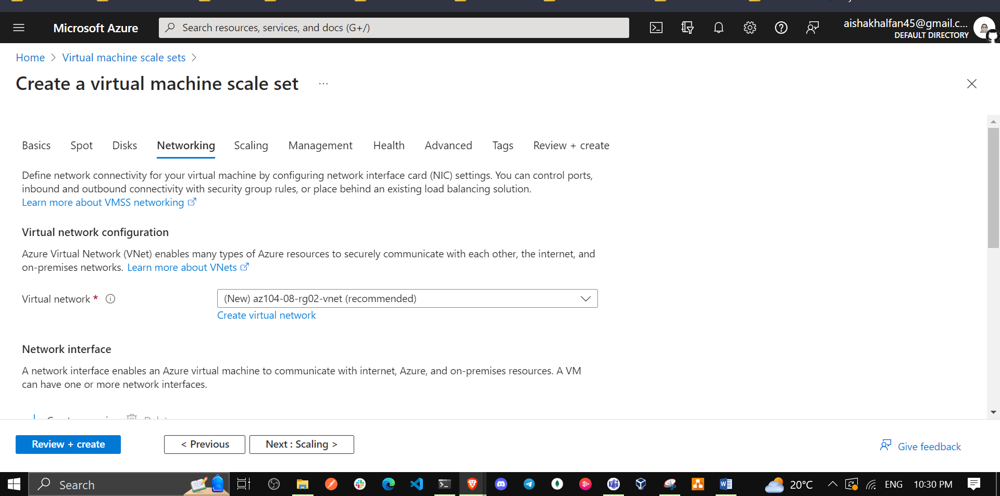 Microsoft Azure
Search resources, services, and docs (G+/)
aishakhalfan45@gmail.c...
DEFAULT DIRECTORY
Home > Virtual machine scale sets >
Create a virtual machine scale set ...
Basics Spot Disks Networking Scaling Management Health Advanced Tags Review + create
Define network connectivity for your virtual machine by configuring network interface card (NIC) settings. You can control ports,
inbound and outbound connectivity with security group rules, or place behind an existing load balancing solution.
Learn more about VMSS networking
Virtual network configuration
Azure Virtual Network (VNet) enables many types of Azure resources to securely communicate with each other, the internet, and
on-premises networks. Learn more about VNets
Virtual network *
(New) az104-08-rg02-vnet (recommended)
Create virtual network
Network interface
A network interface enables an Azure virtual machine to communicate with internet, Azure, and on-premises resources. A VM
can have one or more network interfaces.
Review + create < Previous Next : Scaling > Give feedback
Search 20°C ENG 10:30 PM